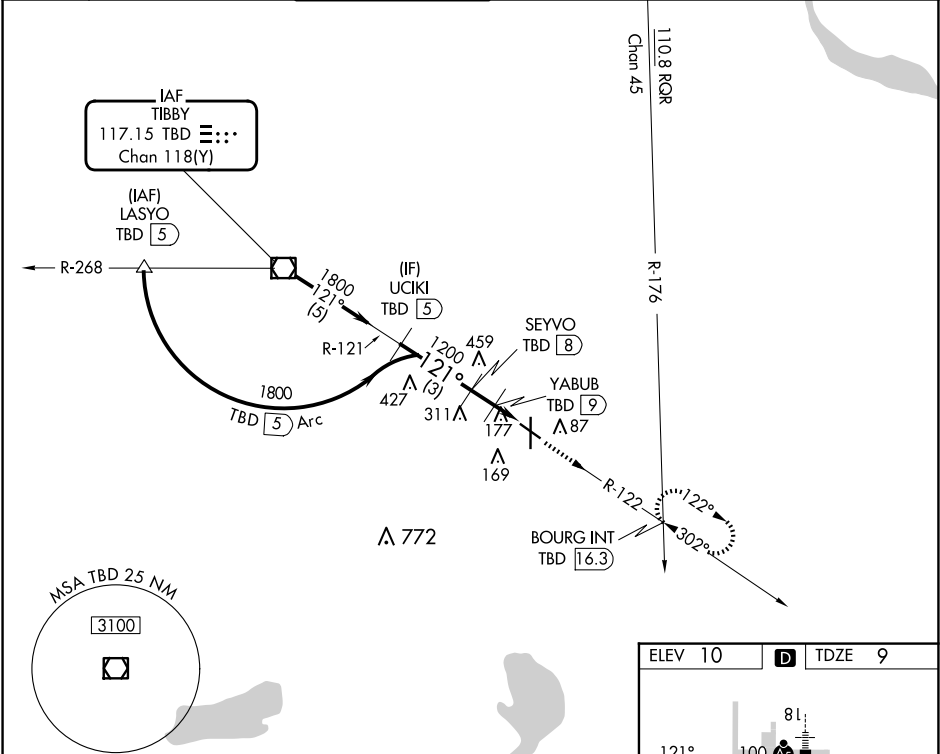 110.8 RQR
Chan 45
IAF
TIBBY
117.15 TBD
Chan 118(Y)
(IAF)
LASYO
TBD 5
R-268
1800
121°
(5)
(IF)
UCIKI
TBD 5
R-121
R-176
1200
121°
(3)
459
SEYVO
TBD 8
427
311
YABUB
TBD 9
177
87
169
1800
TBD 5 Arc
R-122
122°
302°
BOURG INT
TBD 16.3
772
MSA TBD 25 NM
3100
ELEV 10
D
TDZE 9
18
121°
100